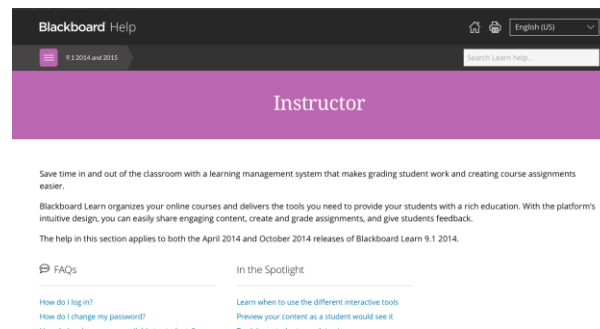 Blackboard Help
English (US)
9.1 2014 and 2015
Search Learn help...
Instructor
Save time in and out of the classroom with a learning management system that makes grading student work and creating course assignments
easier.
Blackboard Learn organizes your online courses and delivers the tools you need to provide your students with a rich education. With the platform's
intuitive design, you can easily share engaging content, create and grade assignments, and give students feedback.
The help in this section applies to both the April 2014 and October 2014 releases of Blackboard Learn 9.1 2014.
FAQs
In the Spotlight
How do I log in?
Learn when to use the different interactive tools
How do I change my password?
Preview your content as a student would see it